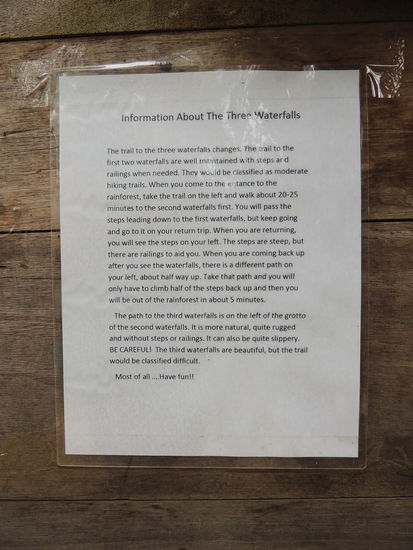 Information About The Three Waterfalls
The trail to the three waterfalls changes. The trail to the
first two waterfalls are well maintained with steps and
railings when needed. They would be classified as moderate
hiking trails. When you come to the entance to the
rainforest, take the trail on the left and walk about 20-25
minutes to the second waterfalls first. You will pass the
steps leading down to the first waterfalls, but keep going
and go to it on your return trip. When you are returning,
you will see the steps on your left. The steps are steep, but
there are railings to aid you. When you are coming back up
after you see the waterfalls, there is a different path on
your left, about half way up. Take that path and you will
only have to climb half of the steps back up and then you
will be out of the rainforest in about 5 minutes.
The path to the third waterfalls is on the left of the grotto
of the second waterfalls. It is more natural, quite rugged
and without steps or railings. It can also be quite slippery.
BE CAREFUL! The third waterfalls are beautiful, but the trail
would be classified difficult.
Most of all ....Have fun!!